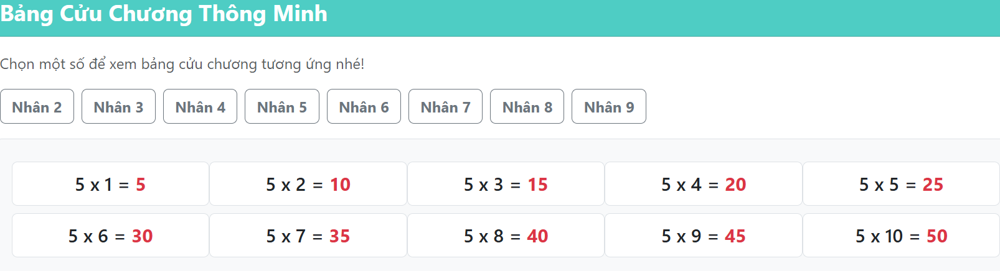 Bảng Cửu Chương Thông Minh
Chọn một số để xem bảng cửu chương tương ứng nhé!
Nhân 2 Nhân 3 Nhân 4 Nhân 5 Nhân 6 Nhân 7 Nhân 8 Nhân 9
5 x 1 = 5 5 x 2 = 10 5 x 3 = 15 5 x 4 = 20 5 x 5 = 25
5 x 6 = 30 5 x 7 = 35 5 x 8 = 40 5 x 9 = 45 5 x 10 = 50